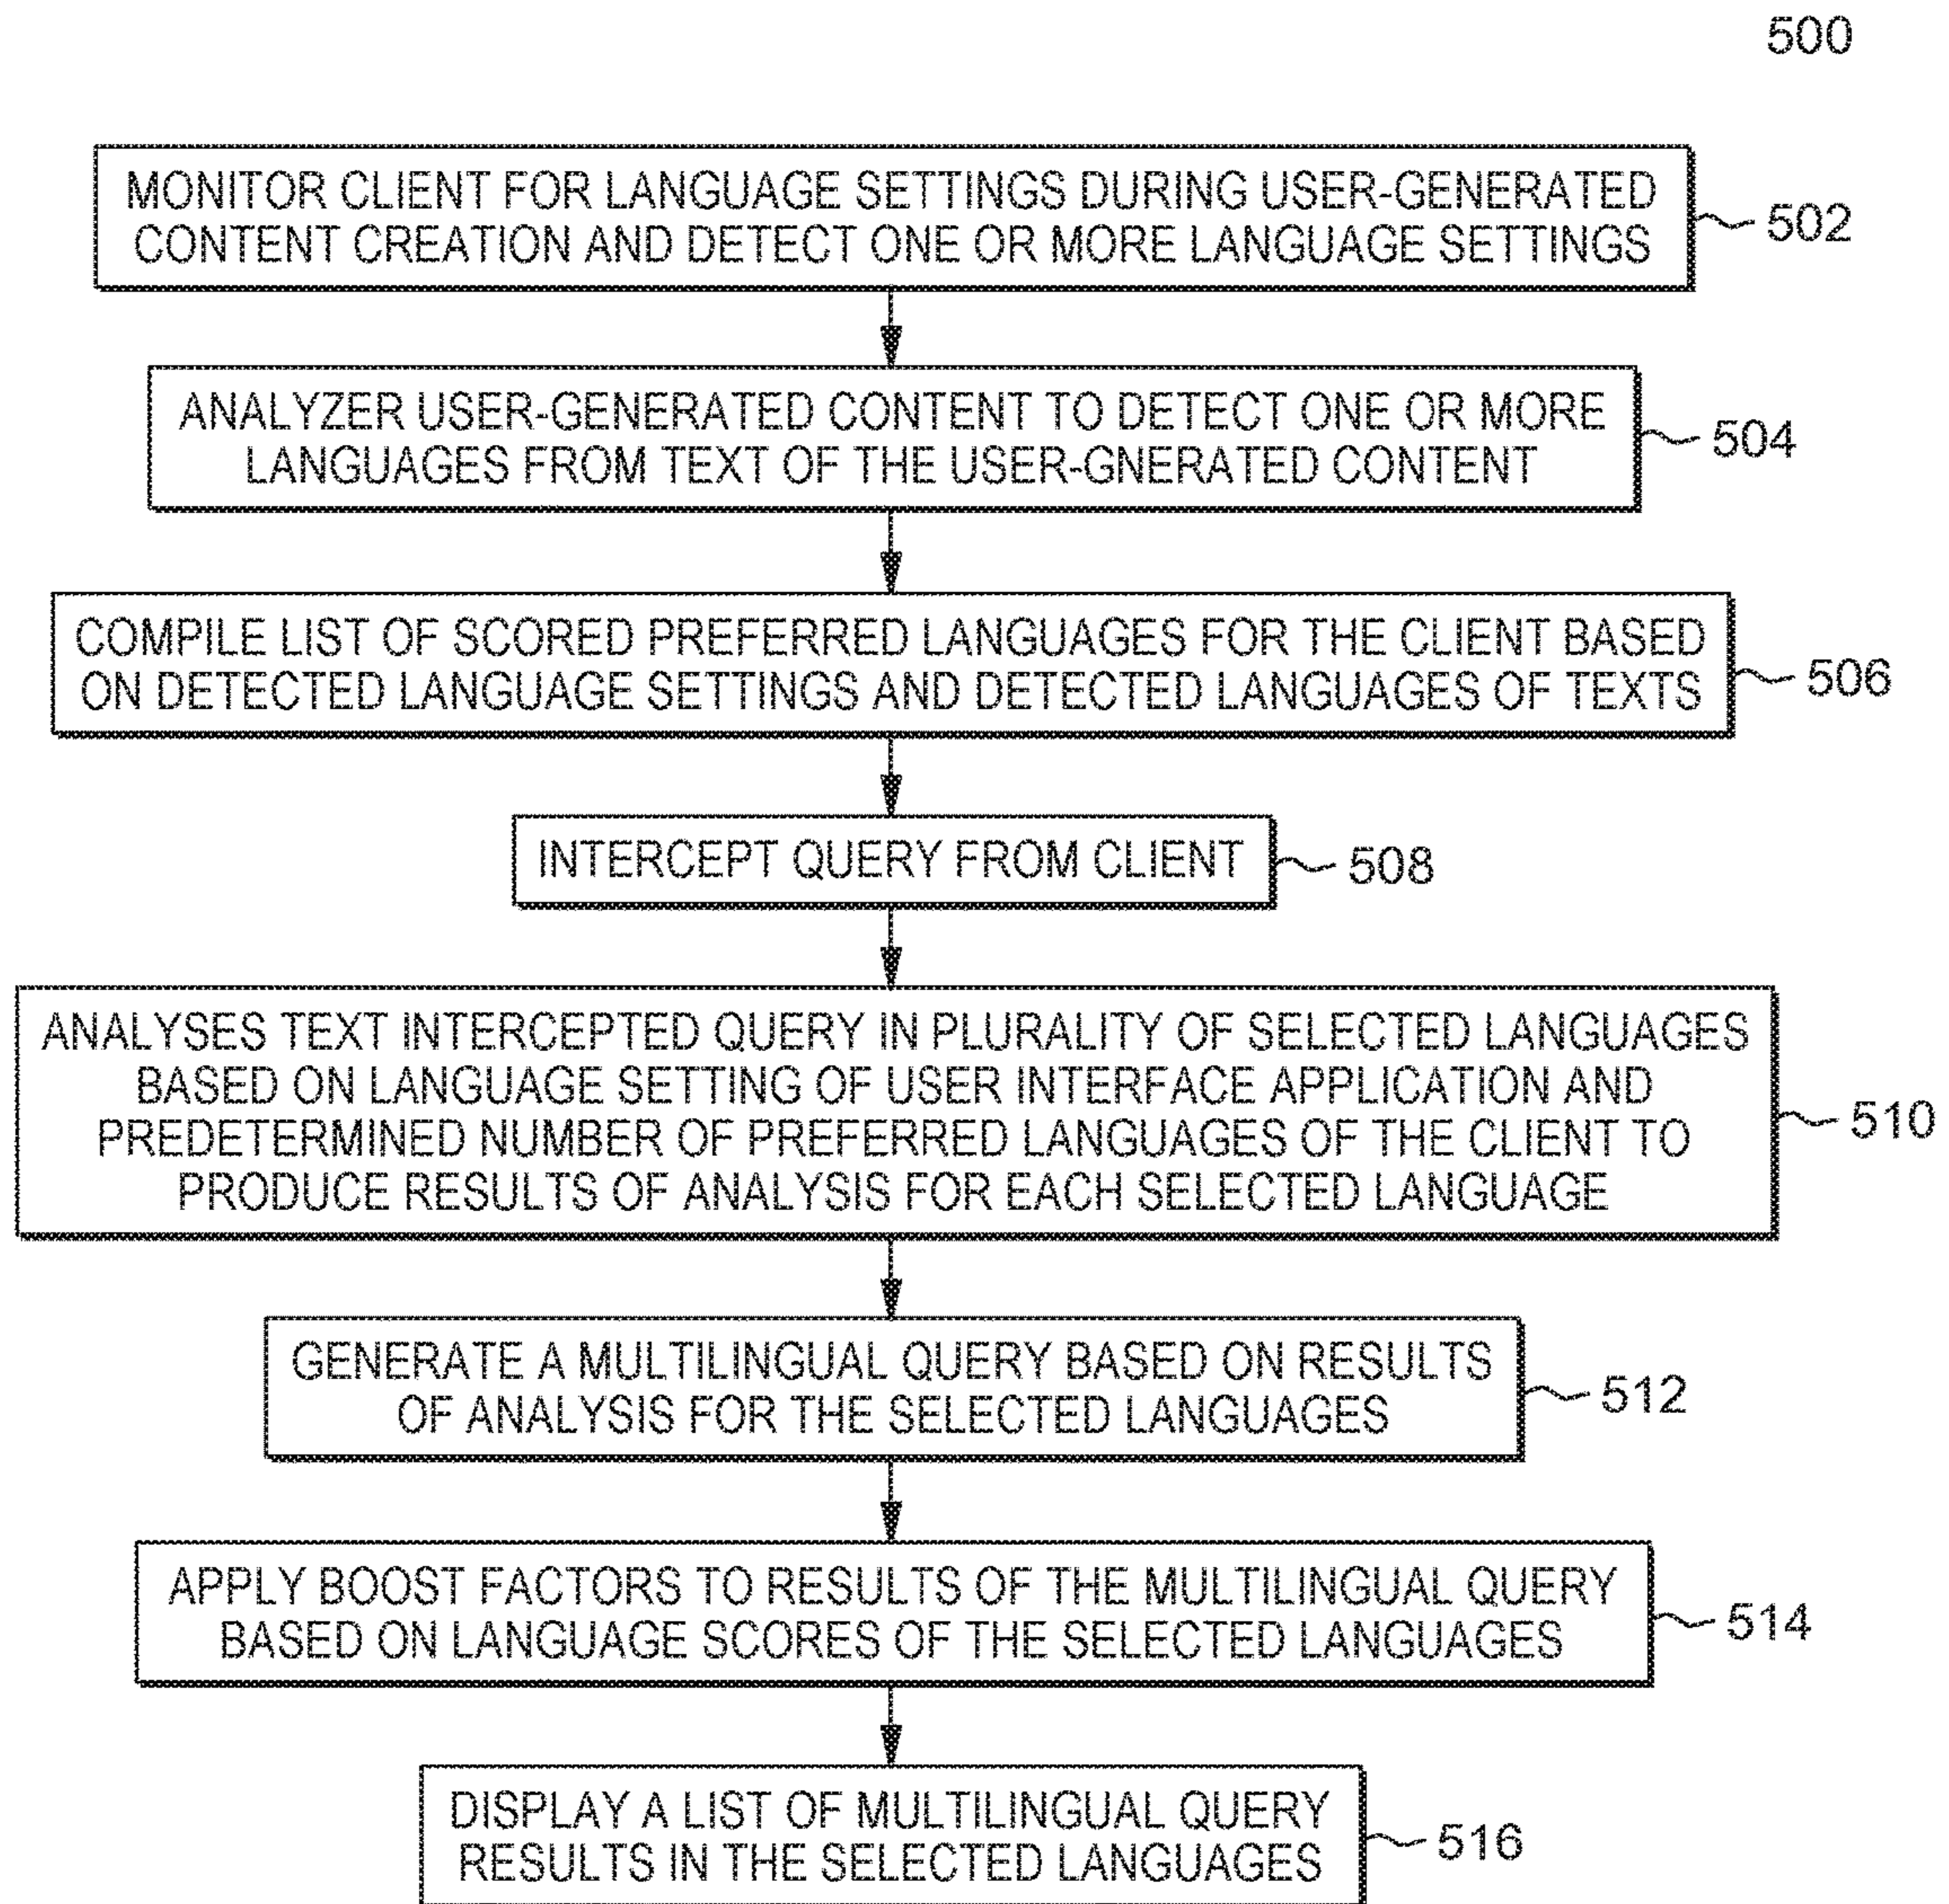 500
MONITOR CLIENT FOR LANGUAGE SETTINGS DURING USER-GENERATED
CONTENT CREATION AND DETECT ONE OR MORE LANGUAGE SETTINGS
502
ANALYZER USER-GENERATED CONTENT TO DETECT ONE OR MORE
LANGUAGES FROM TEXT OF THE USER-GNERATED CONTENT
504
COMPILE LIST OF SCORED PREFERRED LANGUAGES FOR THE CLIENT BASED
ON DETECTED LANGUAGE SETTINGS AND DETECTED LANGUAGES OF TEXTS
506
INTERCEPT QUERY FROM CLIENT
508
ANALYSES TEXT INTERCEPTED QUERY IN PLURALITY OF SELECTED LANGUAGES
BASED ON LANGUAGE SETTING OF USER INTERFACE APPLICATION AND
PREDETERMINED NUMBER OF PREFERRED LANGUAGES OF THE CLIENT TO
PRODUCE RESULTS OF ANALYSIS FOR EACH SELECTED LANGUAGE
510
GENERATE A MULTILINGUAL QUERY BASED ON RESULTS
OF ANALYSIS FOR THE SELECTED LANGUAGES
512
APPLY BOOST FACTORS TO RESULTS OF THE MULTILINGUAL QUERY
BASED ON LANGUAGE SCORES OF THE SELECTED LANGUAGES
514
DISPLAY A LIST OF MULTILINGUAL QUERY
RESULTS IN THE SELECTED LANGUAGES
516